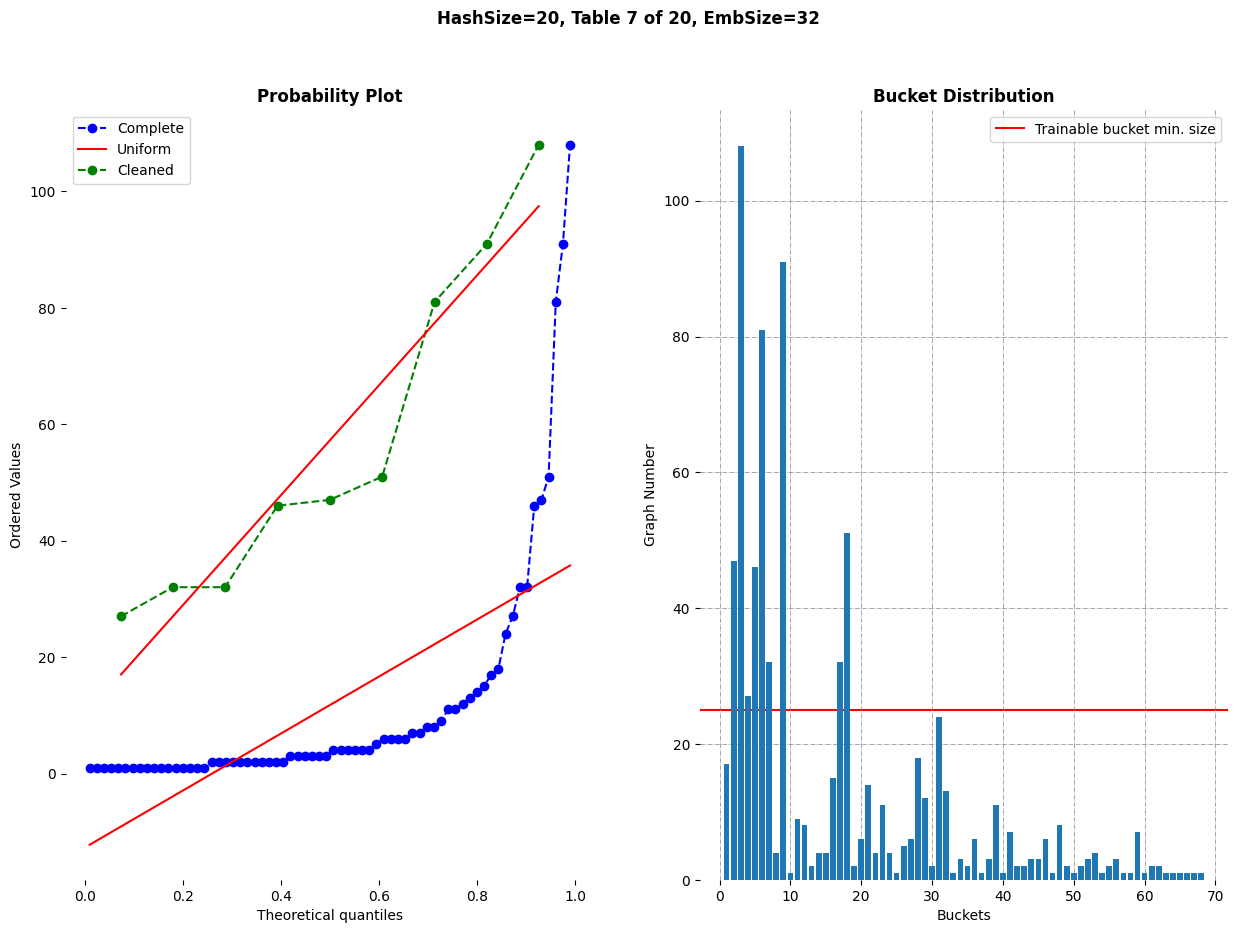 HashSize=20, Table 7 of 20, EmbSize=32
Probability Plot
Complete
Uniform
Cleaned
Ordered Values
100
80
60
40
20
0
0.0 0.2 0.4 0.6 0.8 1.0
Theoretical quantiles
Bucket Distribution
Trainable bucket min. size
Graph Number
100
80
60
40
20
0
0 10 20 30 40 50 60 70
Buckets